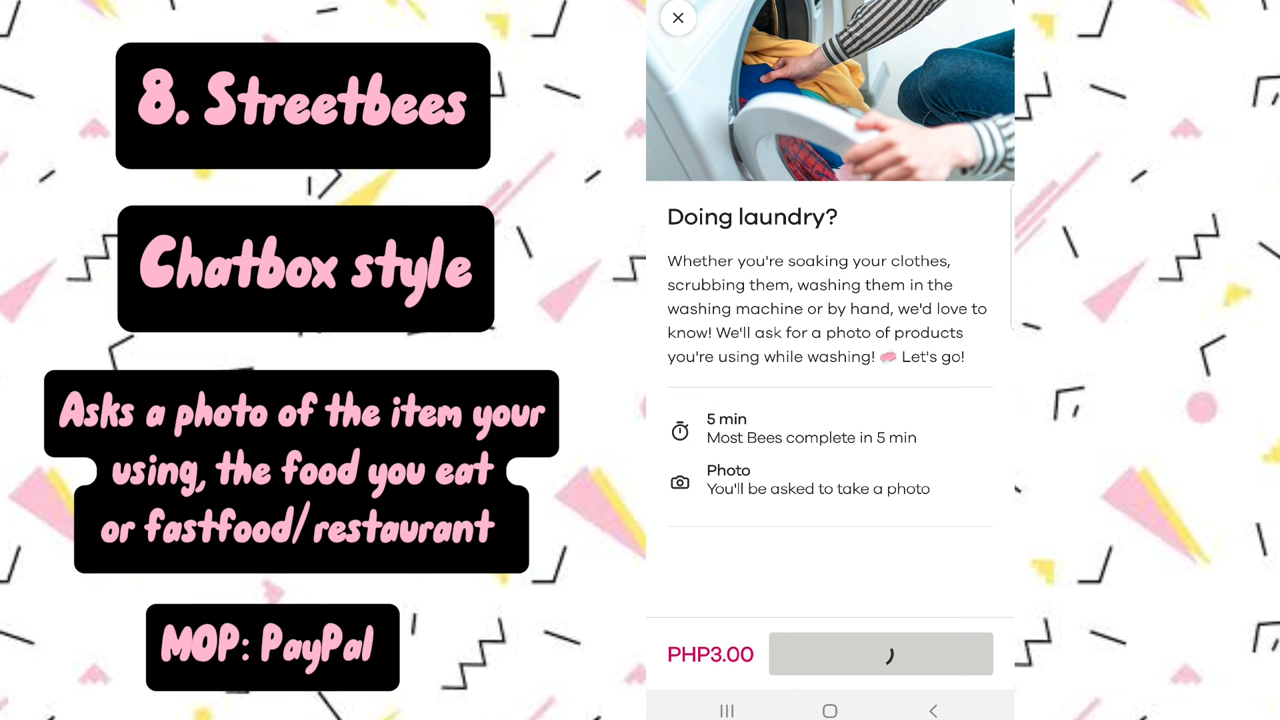 8. Streetbees
Chatbox style
Asks a photo of the item your
using, the food you eat
or fastfood/restaurant
MOP: PayPal
Doing laundry?
Whether you're soaking your clothes,
scrubbing them, washing them in the
washing machine or by hand, we'd love to
know! We'll ask for a photo of products
you're using while washing! 🧼 Let's go!
5 min
Most Bees complete in 5 min
Photo
You'll be asked to take a photo
PHP3.00